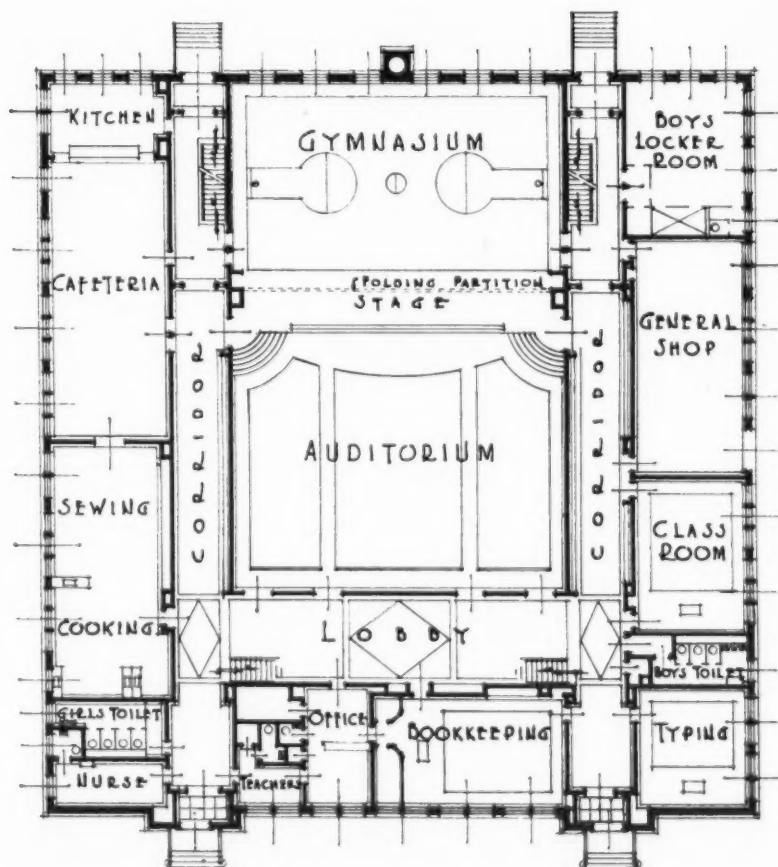 KITCHEN
GYMNASIUM
BOYS
LOCKER
ROOM
CAFETERIA
FOLDING PARTITION
STAGE
GENERAL
SHOP
CORRIDOR
CORRIDOR
AUDITORIUM
SEWING
CLASS
ROOM
COOKING
LOBBY
BOYS TOILET
GIRLS TOILET
OFFICE
BOOKKEEPING
TYPING
NURSE
TEACHERS